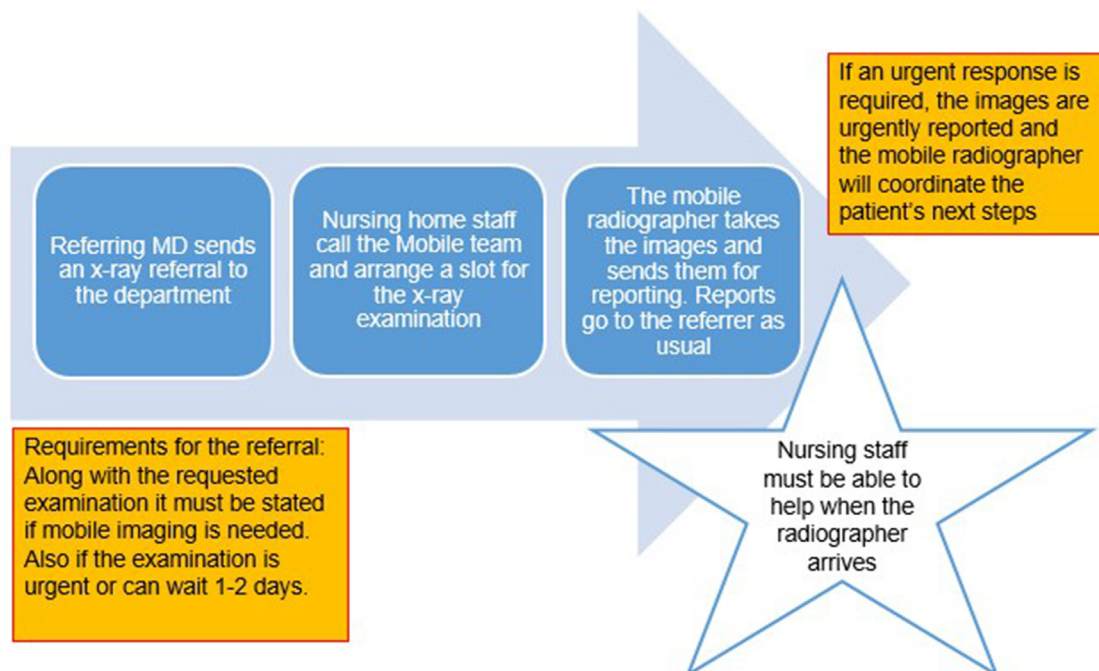 Referring MD sends
an x-ray referral to
the department
Nursing home staff
call the Mobile team
and arrange a slot for
the x-ray
examination
The mobile
radiographer takes
the images and
sends them for
reporting. Reports
go to the referrer as
usual
If an urgent response is
required, the images are
urgently reported and
the mobile radiographer
will coordinate the
patient’s next steps
Requirements for the referral:
Along with the requested
examination it must be stated
if mobile imaging is needed.
Also if the examination is
urgent or can wait 1-2 days.
Nursing staff
must be able to
help when the
radiographer
arrives